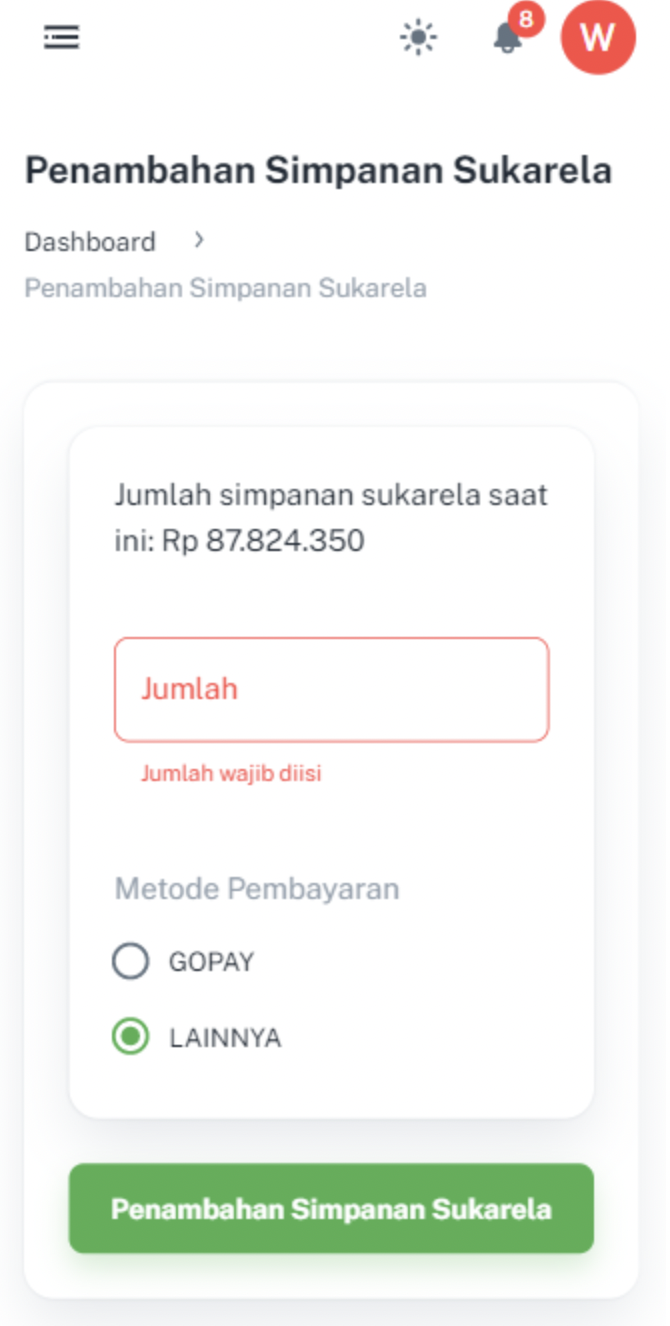 8
W
Penambahan Simpanan Sukarela
Dashboard
Penambahan Simpanan Sukarela
Jumlah simpanan sukarela saat
ini: Rp 87.824.350
Jumlah
Jumlah wajib diisi
Metode Pembayaran
GOPAY
LAINNYA
Penambahan Simpanan Sukarela